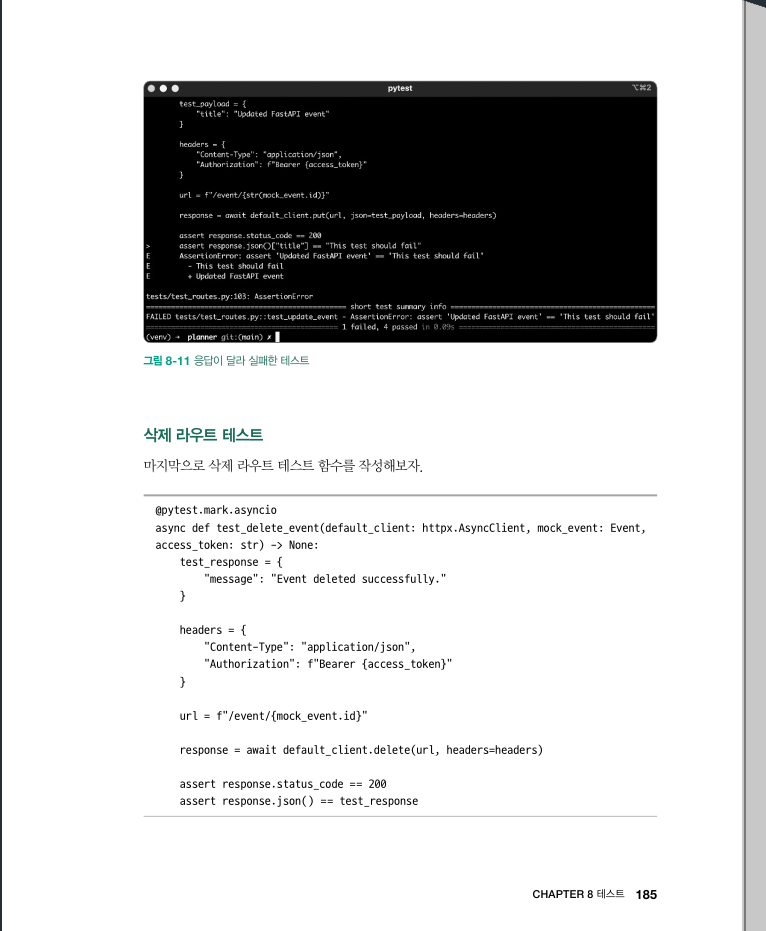 pytest
⌥⌘2
test_payload = {
"title": "Updated FastAPI event"
}
headers = {
"Content-Type": "application/json",
"Authorization": f"Bearer {access_token}"
}
url = f"/event/{str(mock_event.id)}"
response = await default_client.put(url, json=test_payload, headers=headers)
assert response.status_code == 200
> assert response.json()["title"] == "This test should fail"
E AssertionError: assert 'Updated FastAPI event' == 'This test should fail'
E - This test should fail
E + Updated FastAPI event
tests/test_routes.py:103: AssertionError
short test summary info
FAILED tests/test_routes.py::test_update_event - AssertionError: assert 'Updated FastAPI event' == 'This test should fail'
1 failed, 4 passed in 0.09s
(venv) → planner git:(main) ✗
그림 8-11 응답이 달라 실패한 테스트
삭제 라우트 테스트
마지막으로 삭제 라우트 테스트 함수를 작성해보자.
@pytest.mark.asyncio
async def test_delete_event(default_client: httpx.AsyncClient, mock_event: Event,
access_token: str) -> None:
test_response = {
"message": "Event deleted successfully."
}
headers = {
"Content-Type": "application/json",
"Authorization": f"Bearer {access_token}"
}
url = f"/event/{mock_event.id}"
response = await default_client.delete(url, headers=headers)
assert response.status_code == 200
assert response.json() == test_response
CHAPTER 8 테스트 185